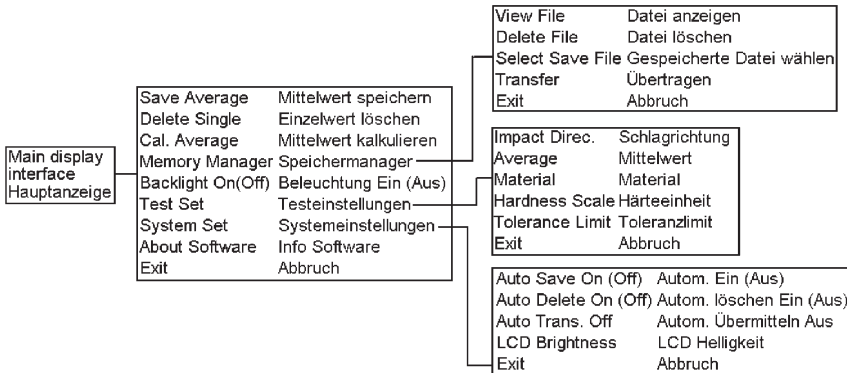 Main display
interface
Hauptanzeige
Save Average Mittelwert speichern
Delete Single Einzelwert löschen
Cal. Average Mittelwert kalkulieren
Memory Manager Speichermanager
Backlight On(Off) Beleuchtung Ein (Aus)
Test Set Testeinstellungen
System Set Systemeinstellungen
About Software Info Software
Exit Abbruch
View File Datei anzeigen
Delete File Datei löschen
Select Save File Gespeicherte Datei wählen
Transfer Übertragen
Exit Abbruch
Impact Direc. Schlagrichtung
Average Mittelwert
Material Material
Hardness Scale Härteeinheit
Tolerance Limit Toleranzlimit
Exit Abbruch
Auto Save On (Off) Autom. Ein (Aus)
Auto Delete On (Off) Autom. löschen Ein (Aus)
Auto Trans. Off Autom. Übermitteln Aus
LCD Brightness LCD Helligkeit
Exit Abbruch